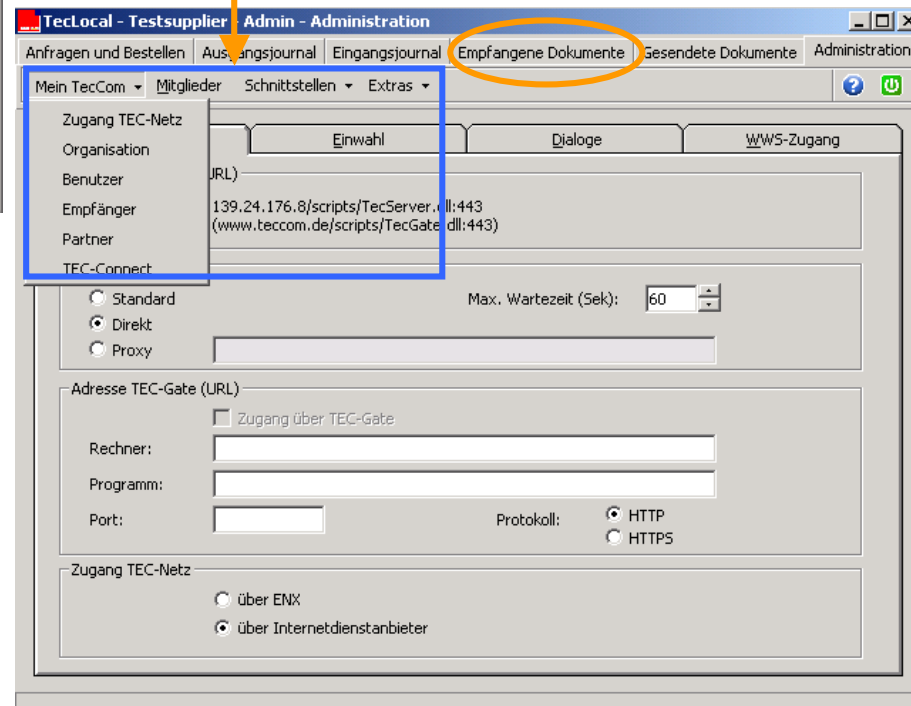 TecLocal - Testsupplier - Admin - Administration
Anfragen und Bestellen Ausgangsjournal Eingangsjournal Empfangene Dokumente Gesendete Dokumente Administration
Mein TecCom Mitglieder Schnittstellen Extras
Zugang TEC-Netz
Organisation
Benutzer
Empfänger
Partner
TEC-Connect
Einwahl Dialoge WWS-Zugang
URL)
139.24.176.8/scripts/TecServer.dll:443
(www.teccom.de/scripts/TecGate.dll:443)
Standard Max. Wartezeit (Sek): 60
Direkt
Proxy
Adresse TEC-Gate (URL)
Zugang über TEC-Gate
Rechner:
Programm:
Port: Protokoll: HTTP
HTTPS
Zugang TEC-Netz
über ENX
über Internetdienstanbieter